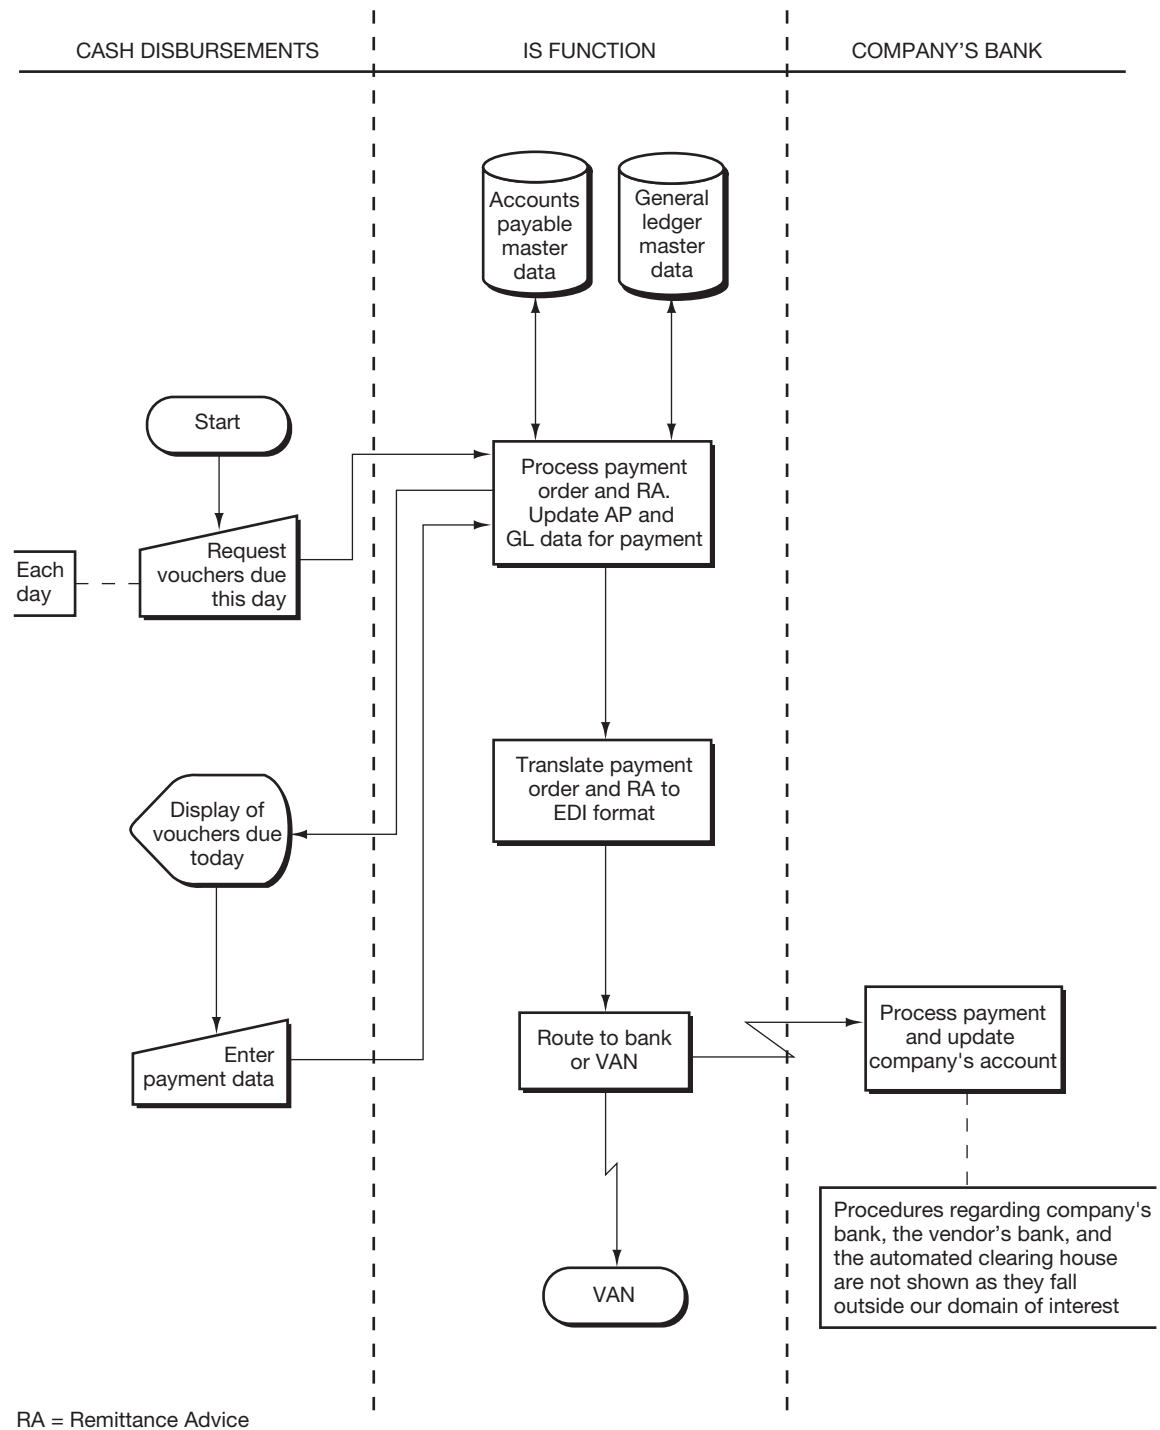 CASH DISBURSEMENTS
IS FUNCTION
COMPANY’S BANK
Accounts
payable
master
data
General
ledger
master
data
Start
Process payment
order and RA.
Update AP and
GL data for payment
Each
day
Request
vouchers due
this day
Translate payment
order and RA to
EDI format
Display of
vouchers due
today
Enter
payment data
Route to bank
or VAN
Process payment
and update
company's account
VAN
Procedures regarding company's
bank, the vendor’s bank, and
the automated clearing house
are not shown as they fall
outside our domain of interest
RA = Remittance Advice